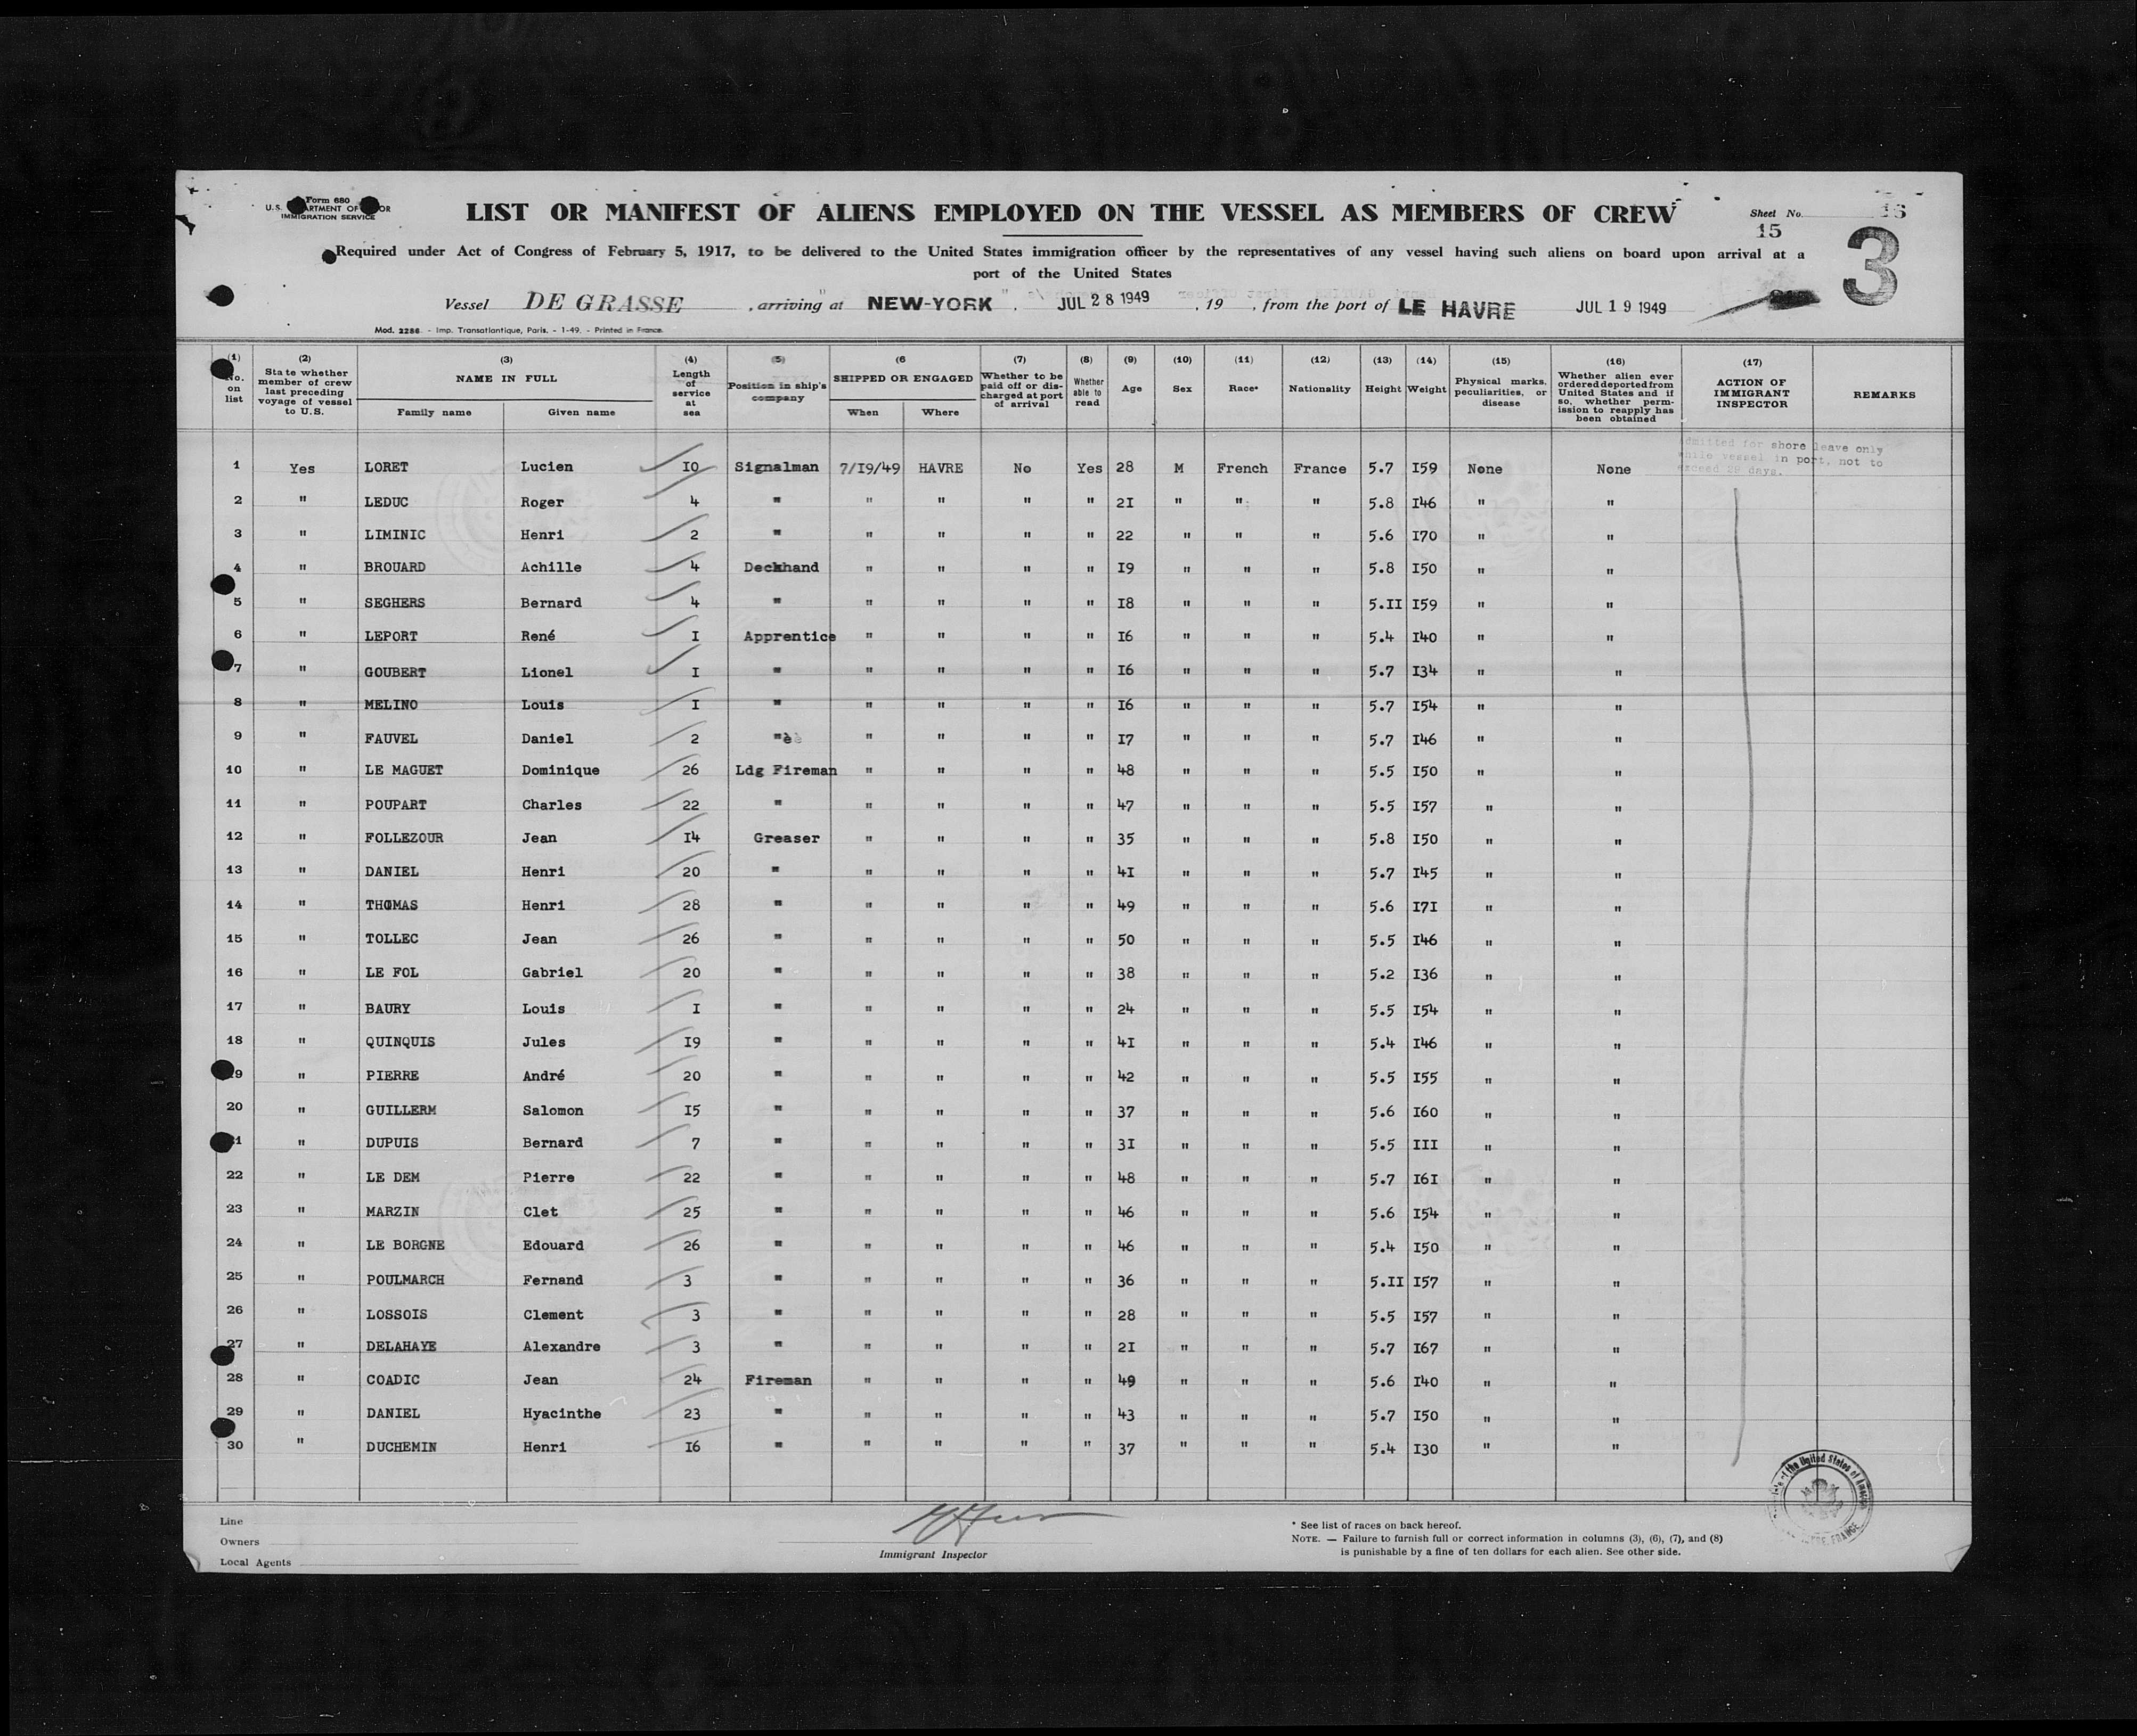 Form 680
U.S. DEPARTMENT OF LABOR
IMMIGRATION SERVICE
LIST OR MANIFEST OF ALIENS EMPLOYED ON THE VESSEL AS MEMBERS OF CREW
Sheet No. 16
15
3
Required under Act of Congress of February 5, 1917, to be delivered to the United States immigration officer by the representatives of any vessel having such aliens on board upon arrival at a
port of the United States
Vessel DE GRASSE, arriving at NEW-YORK, JUL 28 1949, 19 , from the port of LE HAVRE JUL 19 1949
Mod. 2286 - Imp. Transatlantique, Paris. - 1-49. - Printed in France.
(1) No. on list
(2) State whether member of crew last preceding voyage of vessel to U.S.
(3) NAME IN FULL Family name Given name
(4) Length of service at sea
(5) Position in ship's company
(6 SHIPPED OR ENGAGED When Where
(7) Whether to be paid off or discharged at port of arrival
(8) Whether able to read
(9) Age
(10) Sex
(11) Race*
(12) Nationality
(13) Height
(14) Weight
(15) Physical marks, peculiarities, or disease
(16) Whether alien ever ordered deported from United States and if so, whether permission to reapply has been obtained
(17) ACTION OF IMMIGRANT INSPECTOR
REMARKS
admitted for shore leave only
while vessel in port, not to
exceed 29 days.
1 Yes LORET Lucien 10 Signalman 7/19/49 HAVRE No Yes 28 M French France 5.7 159 None None
2 " LEDUC Roger 4 " " " " " 21 " " " 5.8 146 " "
3 " LIMINIC Henri 2 " " " " " 22 " " " 5.6 170 " "
4 " BROUARD Achille 4 Deckhand " " " " 19 " " " 5.8 150 " "
5 " SEGHERS Bernard 4 " " " " " 18 " " " 5.11 159 " "
6 " LEPORT René 1 Apprentice " " " " 16 " " " 5.4 140 " "
7 " GOUBERT Lionel 1 " " " " " 16 " " " 5.7 134 " "
8 " MELINO Louis 1 " " " " " 16 " " " 5.7 154 " "
9 " FAUVEL Daniel 2 " " " " " 17 " " " 5.7 146 " "
10 " LE MAGUET Dominique 26 Ldg Fireman " " " " 48 " " " 5.5 150 " "
11 " POUPART Charles 22 " " " " " 47 " " " 5.5 157 " "
12 " FOLLEZOUR Jean 14 Greaser " " " " 35 " " " 5.8 150 " "
13 " DANIEL Henri 20 " " " " " 41 " " " 5.7 145 " "
14 " THOMAS Henri 28 " " " " " 49 " " " 5.6 171 " "
15 " TOLLEC Jean 26 " " " " " 50 " " " 5.5 146 " "
16 " LE FOL Gabriel 20 " " " " " 38 " " " 5.2 136 " "
17 " BAURY Louis 1 " " " " " 24 " " " 5.5 154 " "
18 " QUINQUIS Jules 19 " " " " " 41 " " " 5.4 146 " "
19 " PIERRE André 20 " " " " " 42 " " " 5.5 155 " "
20 " GUILLERM Salomon 15 " " " " " 37 " " " 5.6 160 " "
21 " DUPUIS Bernard 7 " " " " " 31 " " " 5.5 111 " "
22 " LE DEM Pierre 22 " " " " " 48 " " " 5.7 161 " "
23 " MARZIN Clet 25 " " " " " 46 " " " 5.6 154 " "
24 " LE BORGNE Edouard 26 " " " " " 46 " " " 5.4 150 " "
25 " POULMARCH Fernand 3 " " " " " 36 " " " 5.11 157 " "
26 " LOSSOIS Clement 3 " " " " " 28 " " " 5.5 157 " "
27 " DELAHAYE Alexandre 3 " " " " " 21 " " " 5.7 167 " "
28 " COADIC Jean 24 Fireman " " " " 49 " " " 5.6 140 " "
29 " DANIEL Hyacinthe 23 " " " " " 43 " " " 5.7 150 " "
30 " DUCHEMIN Henri 16 " " " " " 37 " " " 5.4 130 " "
Line
Owners
Local Agents
Immigrant Inspector
* See list of races on back hereof.
NOTE. — Failure to furnish full or correct information in columns (3), (6), (7), and (8)
is punishable by a fine of ten dollars for each alien. See other side.
of the United States of America
FRANCE